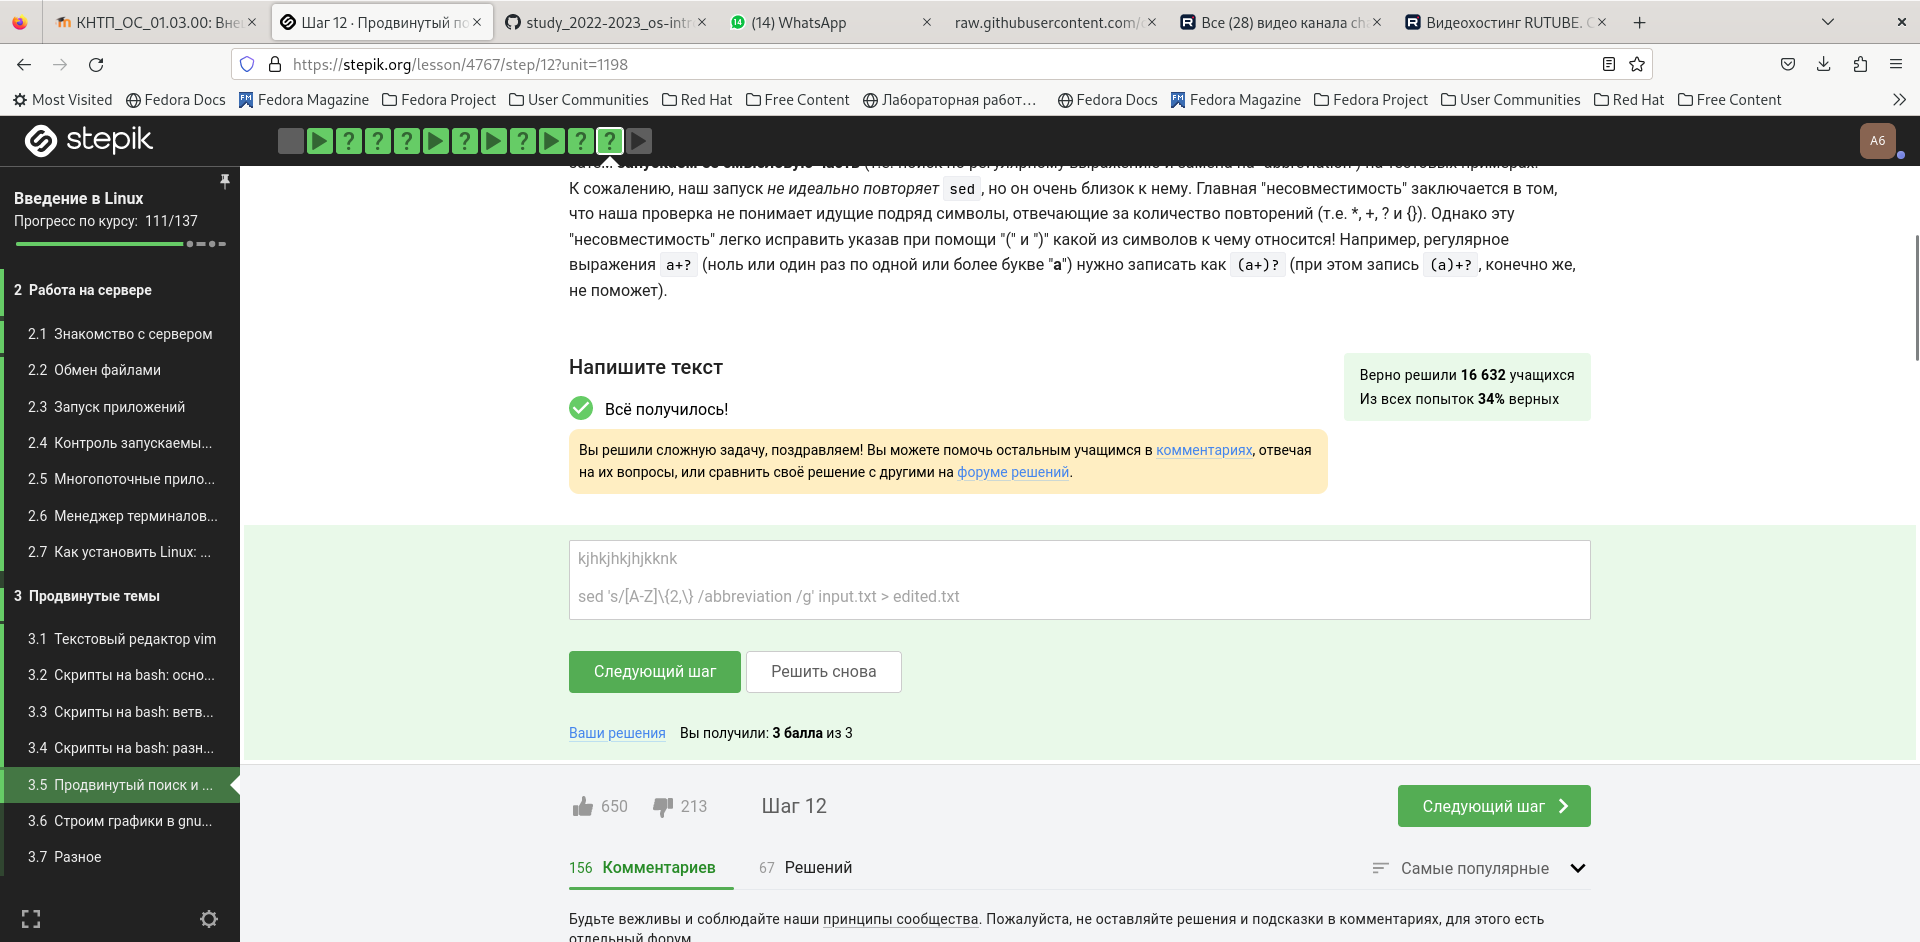 КНТП_ОС_01.03.00: Вне
Шаг 12 · Продвинутый по
study_2022-2023_os-intr
14
(14) WhatsApp
raw.githubusercontent.com/
Все (28) видео канала
Видеохостинг RUTUBE.
https://stepik.org/lesson/4767/step/12?unit=1198
Most Visited
Fedora Docs
Fedora Magazine
Fedora Project
User Communities
Red Hat
Free Content
Лабораторная работ…
Fedora Docs
Fedora Magazine
Fedora Project
User Communities
Red Hat
Free Content
stepik
А6
Введение в Linux
Прогресс по курсу: 111/137
2 Работа на сервере
2.1 Знакомство с сервером
2.2 Обмен файлами
2.3 Запуск приложений
2.4 Контроль запускаемы...
2.5 Многопоточные прило...
2.6 Менеджер терминалов...
2.7 Как установить Linux: ...
3 Продвинутые темы
3.1 Текстовый редактор vim
3.2 Скрипты на bash: осно...
3.3 Скрипты на bash: ветв...
3.4 Скрипты на bash: разн...
3.5 Продвинутый поиск и ...
3.6 Строим графики в gnu...
3.7 Разное
К сожалению, наш запуск не идеально повторяет sed, но он очень близок к нему. Главная "несовместимость" заключается в том,
что наша проверка не понимает идущие подряд символы, отвечающие за количество повторений (т.е. *, +, ? и {}). Однако эту
"несовместимость" легко исправить указав при помощи "(" и ")" какой из символов к чему относится! Например, регулярное
выражения a+? (ноль или один раз по одной или более букве "a") нужно записать как (a+)? (при этом запись (a)+?, конечно же,
не поможет).
Напишите текст
Верно решили 16 632 учащихся
Из всех попыток 34% верных
Всё получилось!
Вы решили сложную задачу, поздравляем! Вы можете помочь остальным учащимся в комментариях, отвечая
на их вопросы, или сравнить своё решение с другими на форуме решений.
kjhkjhkjhjkknk
sed 's/[A-Z]\{2,\} /abbreviation /g' input.txt > edited.txt
Следующий шаг
Решить снова
Ваши решения
Вы получили: 3 балла из 3
650
213
Шаг 12
Следующий шаг
156 Комментариев
67 Решений
Самые популярные
Будьте вежливы и соблюдайте наши принципы сообщества. Пожалуйста, не оставляйте решения и подсказки в комментариях, для этого есть
отдельный форум.